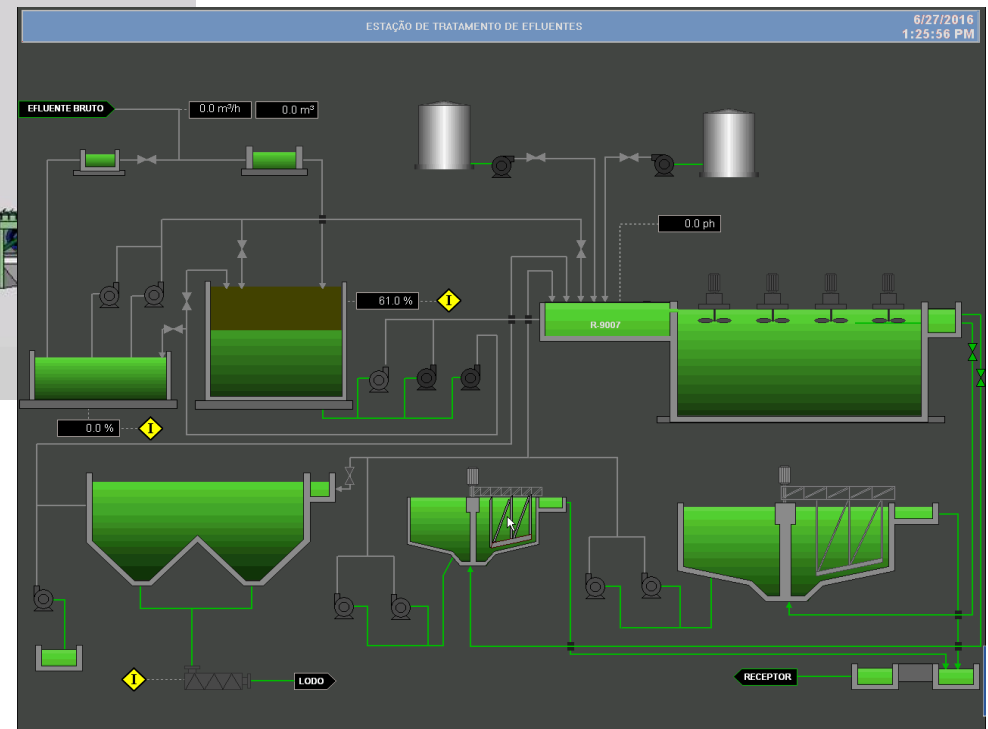 ESTAÇÃO DE TRATAMENTO DE EFLUENTES
6/27/2016
1:25:56 PM
EFLUENTE BRUTO
0.0 m³/h
0.0 m³
0.0 ph
61.0 %
I
R-9007
0.0 %
I
I
LODO
RECEPTOR